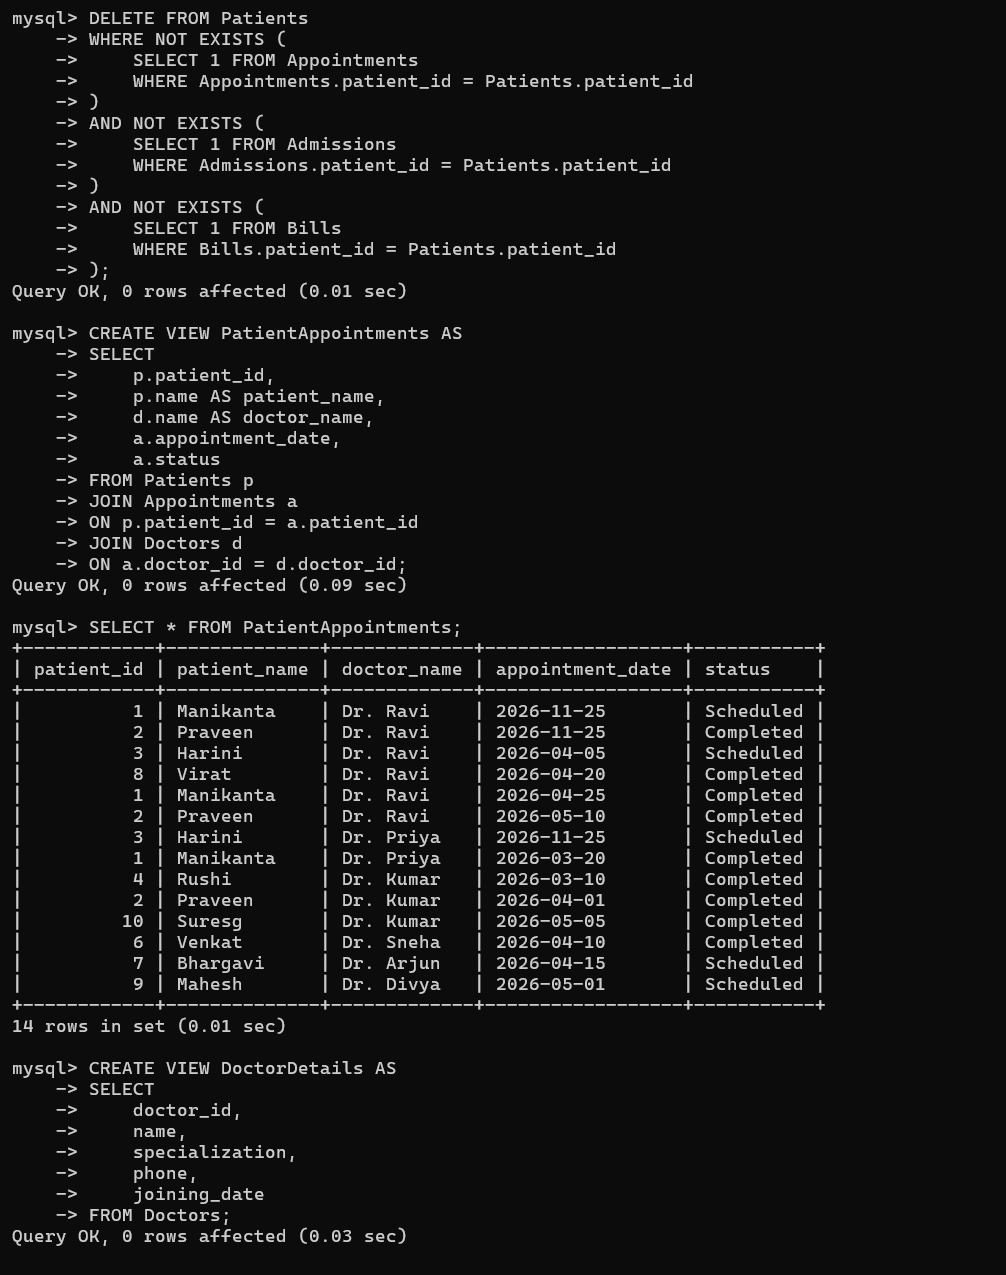 mysql> DELETE FROM Patients
    -> WHERE NOT EXISTS (
    ->     SELECT 1 FROM Appointments
    ->     WHERE Appointments.patient_id = Patients.patient_id
    -> )
    -> AND NOT EXISTS (
    ->     SELECT 1 FROM Admissions
    ->     WHERE Admissions.patient_id = Patients.patient_id
    -> )
    -> AND NOT EXISTS (
    ->     SELECT 1 FROM Bills
    ->     WHERE Bills.patient_id = Patients.patient_id
    -> );
Query OK, 0 rows affected (0.01 sec)

mysql> CREATE VIEW PatientAppointments AS
    -> SELECT
    ->     p.patient_id,
    ->     p.name AS patient_name,
    ->     d.name AS doctor_name,
    ->     a.appointment_date,
    ->     a.status
    -> FROM Patients p
    -> JOIN Appointments a
    -> ON p.patient_id = a.patient_id
    -> JOIN Doctors d
    -> ON a.doctor_id = d.doctor_id;
Query OK, 0 rows affected (0.09 sec)

mysql> SELECT * FROM PatientAppointments;
+------------+--------------+-------------+------------------+-----------+
| patient_id | patient_name | doctor_name | appointment_date | status    |
+------------+--------------+-------------+------------------+-----------+
|          1 | Manikanta    | Dr. Ravi    | 2026-11-25       | Scheduled |
|          2 | Praveen      | Dr. Ravi    | 2026-11-25       | Completed |
|          3 | Harini       | Dr. Ravi    | 2026-04-05       | Scheduled |
|          8 | Virat        | Dr. Ravi    | 2026-04-20       | Completed |
|          1 | Manikanta    | Dr. Ravi    | 2026-04-25       | Completed |
|          2 | Praveen      | Dr. Ravi    | 2026-05-10       | Completed |
|          3 | Harini       | Dr. Priya   | 2026-11-25       | Scheduled |
|          1 | Manikanta    | Dr. Priya   | 2026-03-20       | Completed |
|          4 | Rushi        | Dr. Kumar   | 2026-03-10       | Completed |
|          2 | Praveen      | Dr. Kumar   | 2026-04-01       | Completed |
|         10 | Suresg       | Dr. Kumar   | 2026-05-05       | Completed |
|          6 | Venkat       | Dr. Sneha   | 2026-04-10       | Completed |
|          7 | Bhargavi     | Dr. Arjun   | 2026-04-15       | Scheduled |
|          9 | Mahesh       | Dr. Divya   | 2026-05-01       | Scheduled |
+------------+--------------+-------------+------------------+-----------+
14 rows in set (0.01 sec)

mysql> CREATE VIEW DoctorDetails AS
    -> SELECT
    ->     doctor_id,
    ->     name,
    ->     specialization,
    ->     phone,
    ->     joining_date
    -> FROM Doctors;
Query OK, 0 rows affected (0.03 sec)